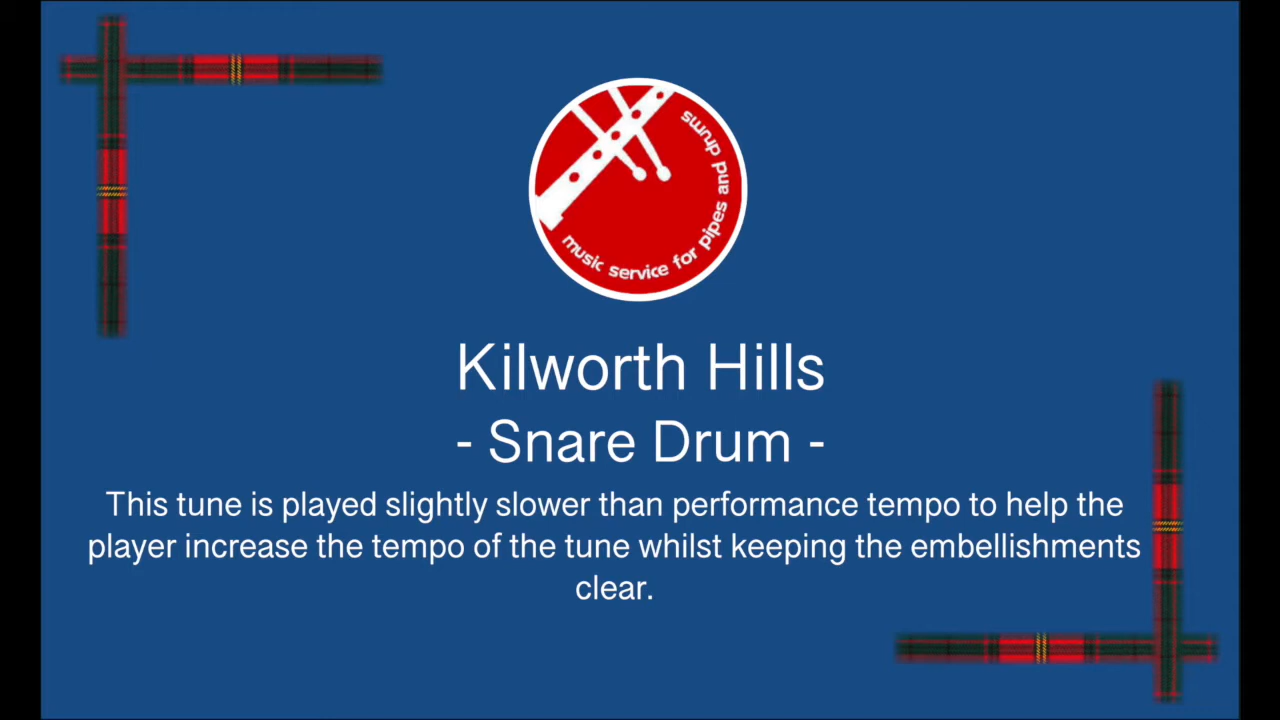 music service for pipes and drums
Kilworth Hills
- Snare Drum -
This tune is played slightly slower than performance tempo to help the
player increase the tempo of the tune whilst keeping the embellishments
clear.